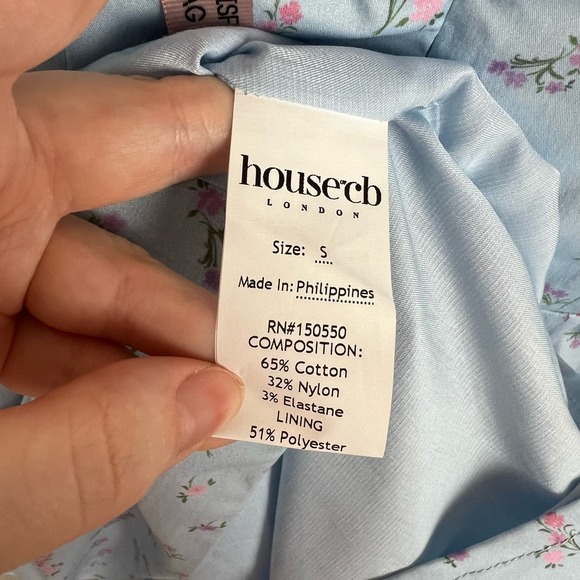 house of cb
LONDON
Size: S
Made In: Philippines
RN#150550
COMPOSITION:
65% Cotton
32% Nylon
3% Elastane
LINING
51% Polyester